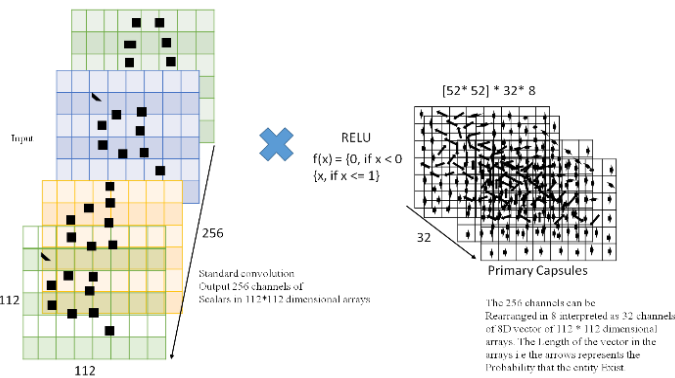 Input
256
112
112
Standard convolution
Output 256 channels of
Scalars in 112*112 dimensional arrays
RELU
f(x) = {0, if x < 0
{x, if x <= 1}
[52* 52] * 32* 8
32
Primary Capsules
The 256 channels can be
Rearranged in 8 interpreted as 32 channels
of 8D vector of 112 * 112 dimensional
arrays. The Length of the vector in the
arrays i.e the arrows represents the
Probability that the entity Exist.